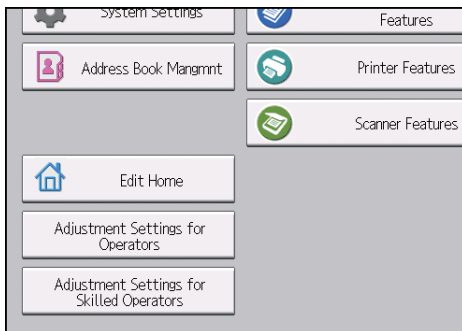 System Settings
Features
Address Book Mangmnt
Printer Features
Scanner Features
Edit Home
Adjustment Settings for
Operators
Adjustment Settings for
Skilled Operators